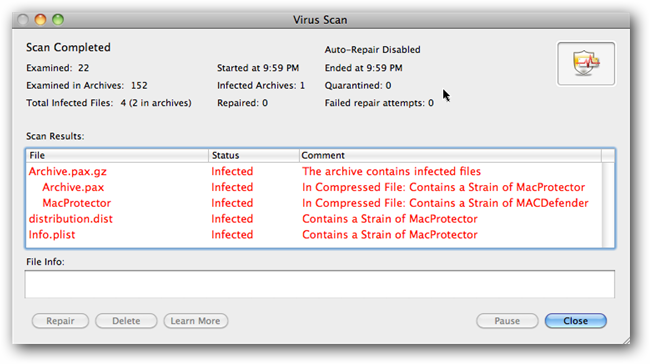 Virus Scan
Scan Completed
Auto-Repair Disabled
Examined: 22
Started at 9:59 PM
Ended at 9:59 PM
Examined in Archives: 152
Infected Archives: 1
Quarantined: 0
Total Infected Files: 4 (2 in archives)
Repaired: 0
Failed repair attempts: 0
Scan Results:
File Status Comment
Archive.pax.gz Infected The archive contains infected files
Archive.pax Infected In Compressed File: Contains a Strain of MacProtector
MacProtector Infected In Compressed File: Contains a Strain of MACDefender
distribution.dist Infected Contains a Strain of MacProtector
Info.plist Infected Contains a Strain of MacProtector
File Info:
Repair Delete Learn More Pause Close